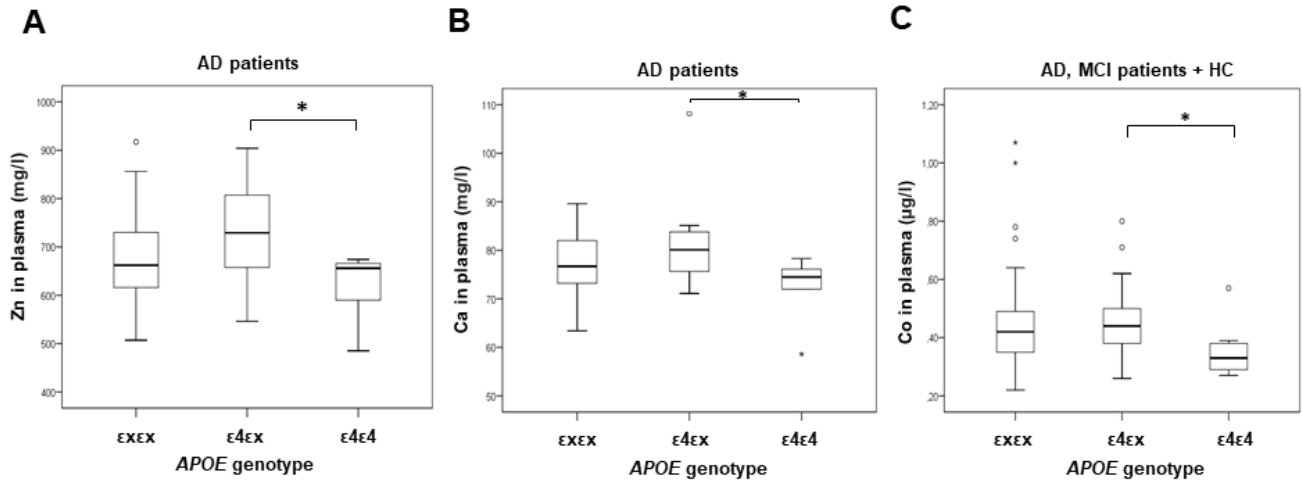 A
AD patients
Zn in plasma (mg/l)
1000
900
800
700
600
500
400
*
εxεx ε4εx ε4ε4
APOE genotype
B
AD patients
Ca in plasma (mg/l)
110
100
90
80
70
60
50
*
*
εxεx ε4εx ε4ε4
APOE genotype
C
AD, MCI patients + HC
Co in plasma (µg/l)
1,20
1,00
,80
,60
,40
,20
*
*
*
εxεx ε4εx ε4ε4
APOE genotype